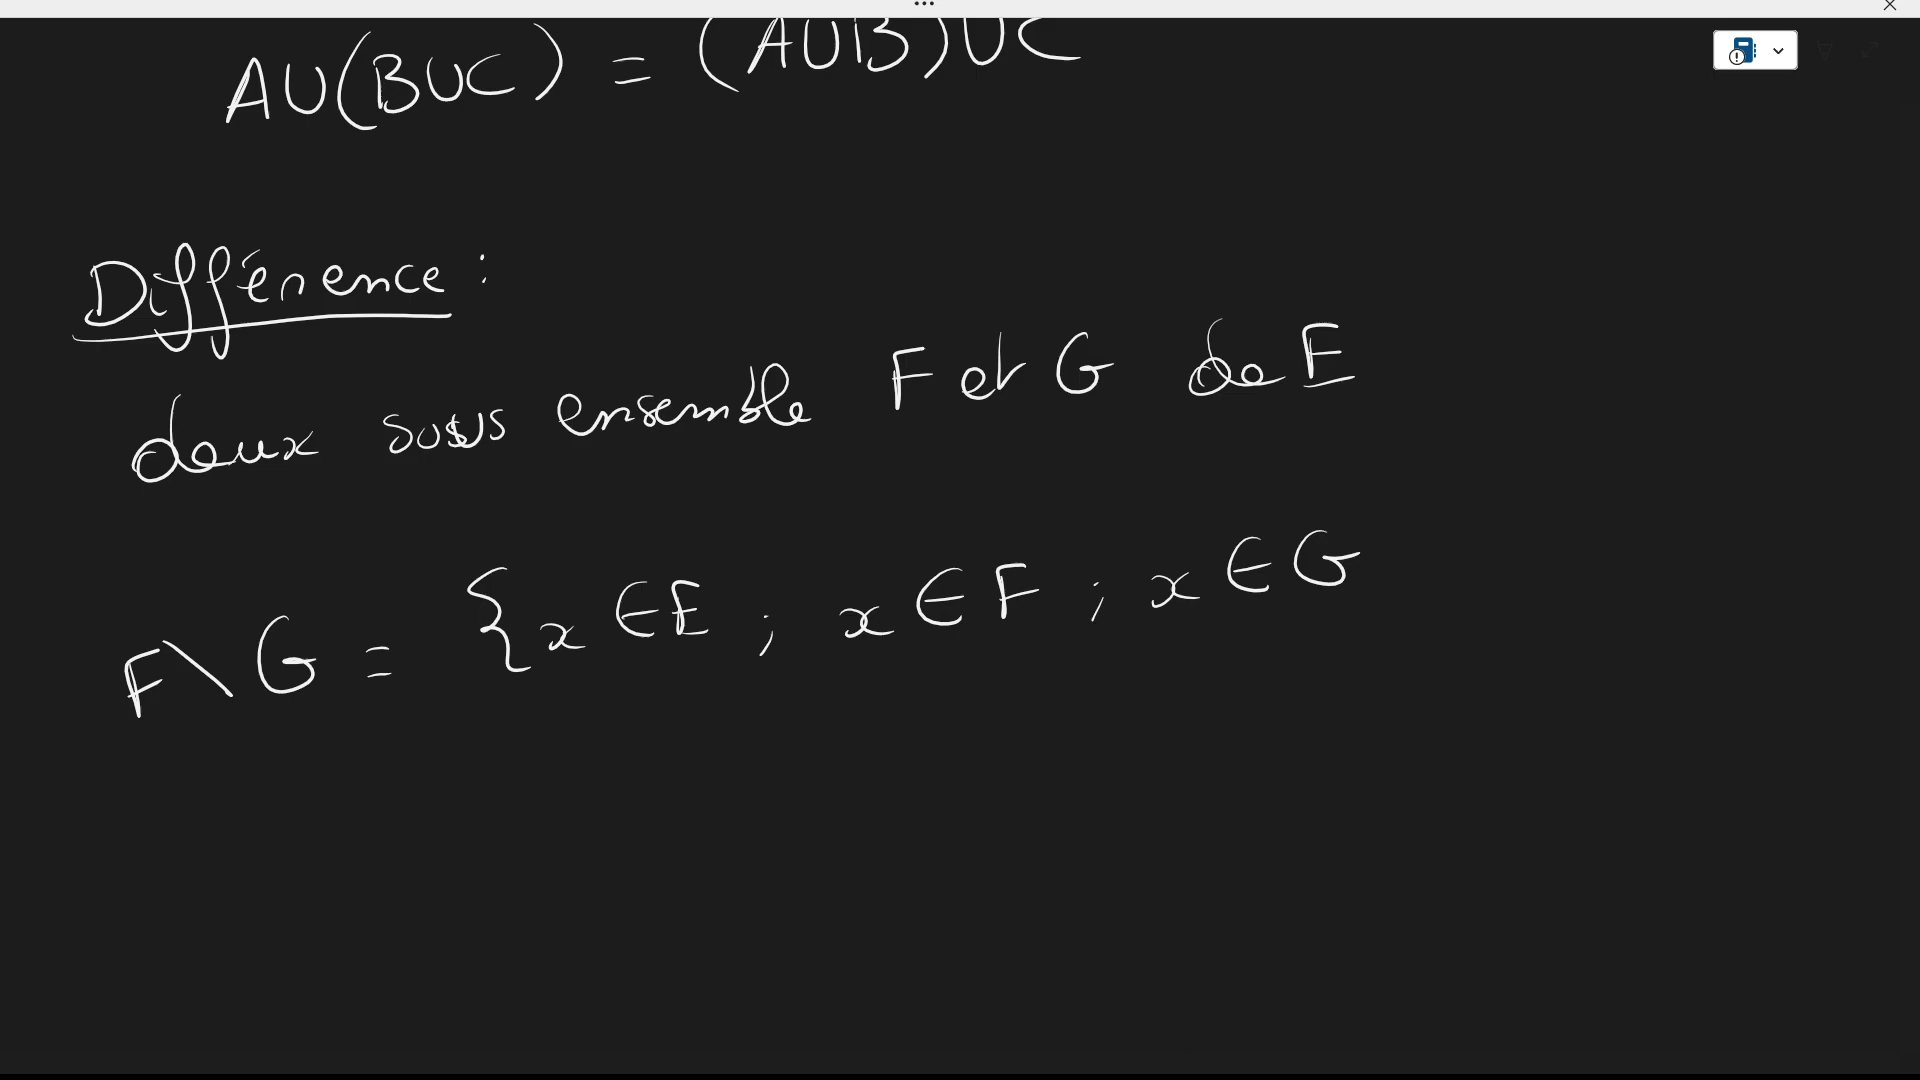 AU(BUC) = (AUB)UC
Différence :
deux sous ensemble F et G de E
F\G = {x ∈ E ; x ∈ F ; x ∈ G